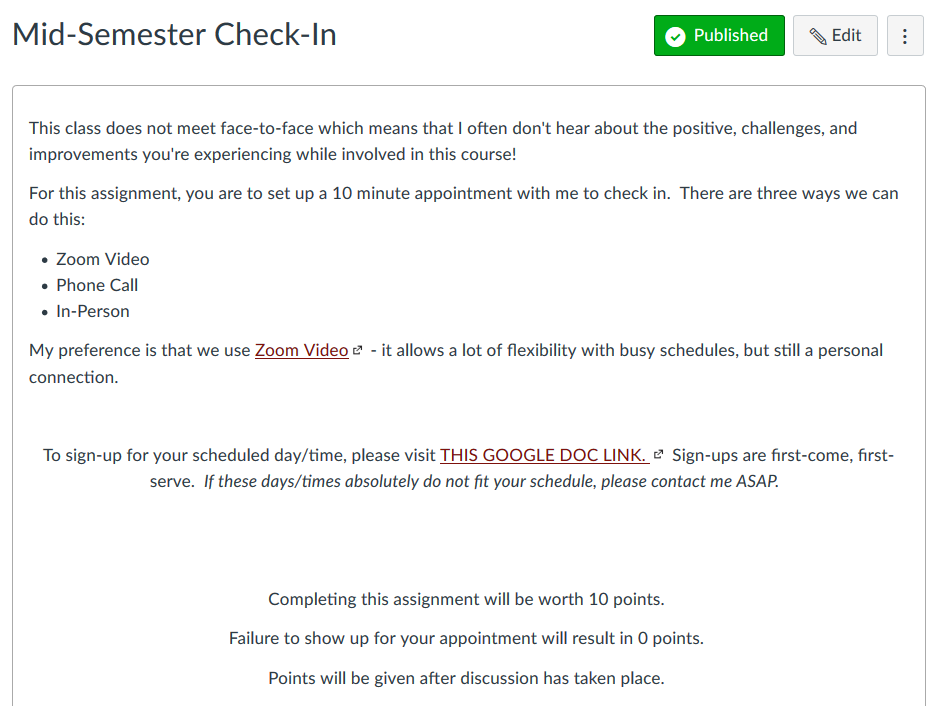 Mid-Semester Check-In
Published
Edit
This class does not meet face-to-face which means that I often don't hear about the positive, challenges, and
improvements you're experiencing while involved in this course!
For this assignment, you are to set up a 10 minute appointment with me to check in.  There are three ways we can
do this:
• Zoom Video
• Phone Call
• In-Person
My preference is that we use Zoom Video - it allows a lot of flexibility with busy schedules, but still a personal
connection.
To sign-up for your scheduled day/time, please visit THIS GOOGLE DOC LINK.  Sign-ups are first-come, first-
serve.  If these days/times absolutely do not fit your schedule, please contact me ASAP.
Completing this assignment will be worth 10 points.
Failure to show up for your appointment will result in 0 points.
Points will be given after discussion has taken place.